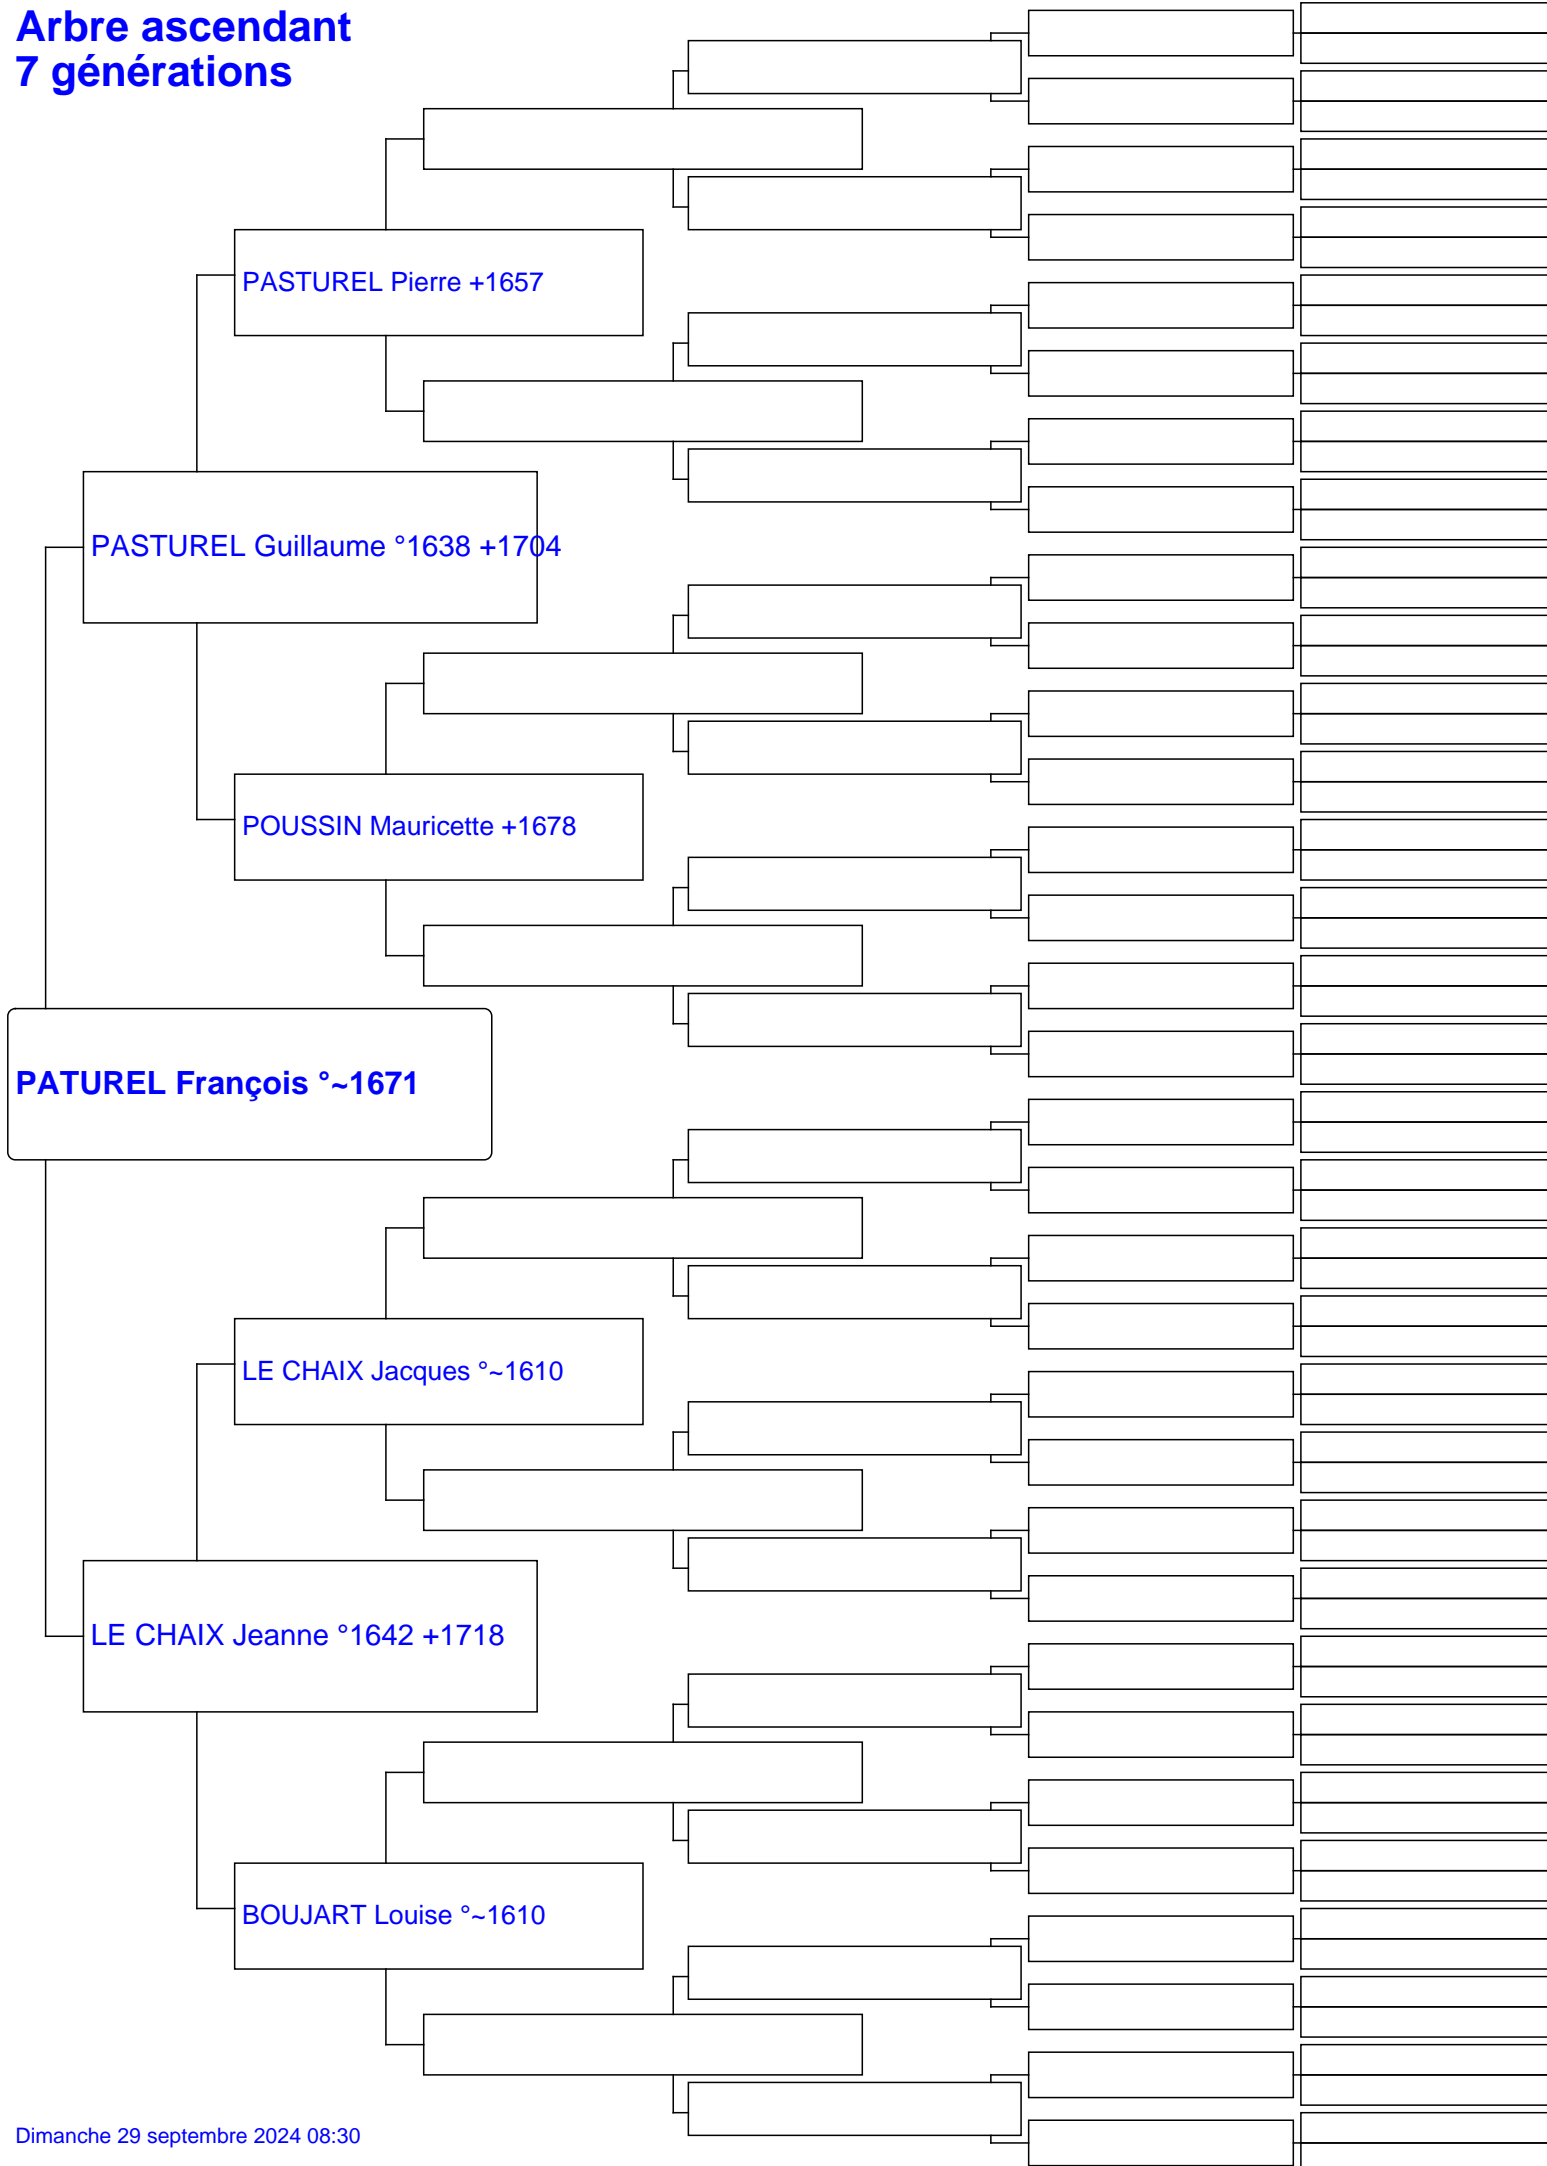 Arbre ascendant
7 générations
PASTUREL Pierre +1657
PASTUREL Guillaume °1638 +1704
POUSSIN Mauricette +1678
PATUREL François °~1671
LE CHAIX Jacques °~1610
LE CHAIX Jeanne °1642 +1718
BOUJART Louise °~1610
Dimanche 29 septembre 2024 08:30